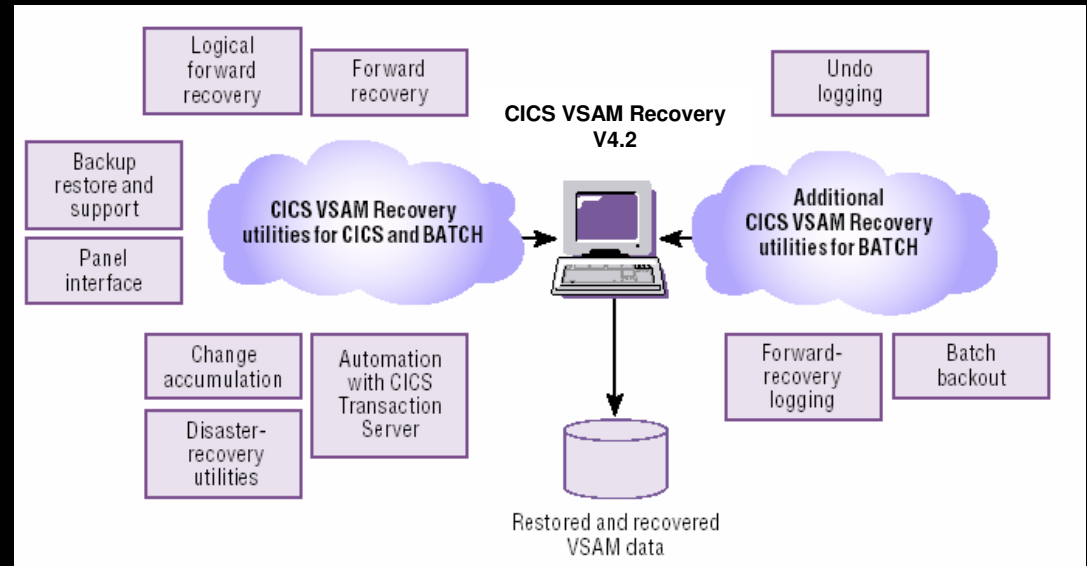 Logical
forward
recovery
Forward
recovery
Undo
logging
CICS VSAM Recovery
V4.2
Backup
restore and
support
Panel
interface
CICS VSAM Recovery
utilities for CICS and BATCH
Additional
CICS VSAM Recovery
utilities for BATCH
Change
accumulation
Automation
with CICS
Transaction
Server
Disaster-
recovery
utilities
Forward-
recovery
logging
Batch
backout
Restored and recovered
VSAM data